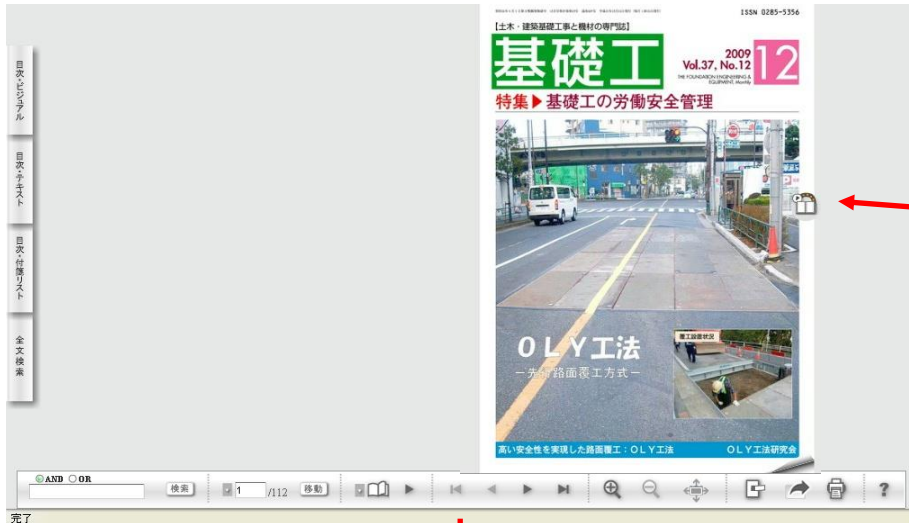 ISSN 0285-5356
【土木・建築基礎工事と機材の専門誌】
基礎工
2009
Vol.37, No.12
12
THE FOUNDATION ENGINEERING &
EQUIPMENT, Monthly
特集▶基礎工の労働安全管理
目次・ビジュアル
目次・テキスト
目次・付箋リスト
全文検索
覆工設置状況
OLY工法
－先行路面覆工方式－
高い安全性を実現した路面覆工：OLY工法
OLY工法研究会
AND OR
検索
1
/112
移動
?
完了